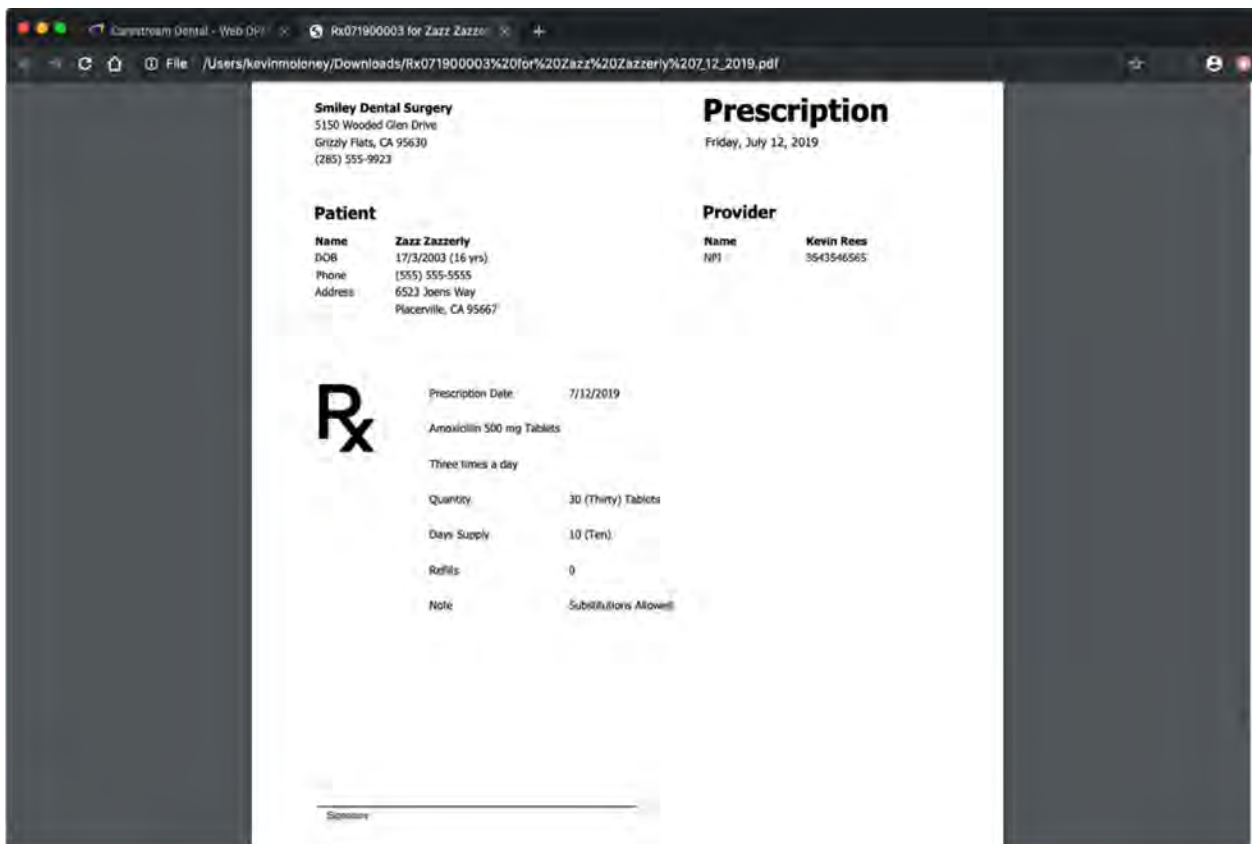 Carestream Dental - Web DP
Rx071900003 for Zazz Zazzer
File /Users/kevinmoloney/Downloads/Rx071900003%20for%20Zazz%20Zazzerly%207_12_2019.pdf
Smiley Dental Surgery
5150 Wooded Glen Drive
Grizzly Flats, CA 95630
(285) 555-9923
Prescription
Friday, July 12, 2019
Patient
Name Zazz Zazzerly
DOB 17/3/2003 (16 yrs)
Phone (555) 555-5555
Address 6523 Joens Way
Placerville, CA 95667
Provider
Name Kevin Rees
NPI 3543546565
Rx
Prescription Date 7/12/2019
Amoxicillin 500 mg Tablets
Three times a day
Quantity 30 (Thirty) Tablets
Days Supply 10 (Ten)
Refills 0
Note Substitutions Allowed
Signature